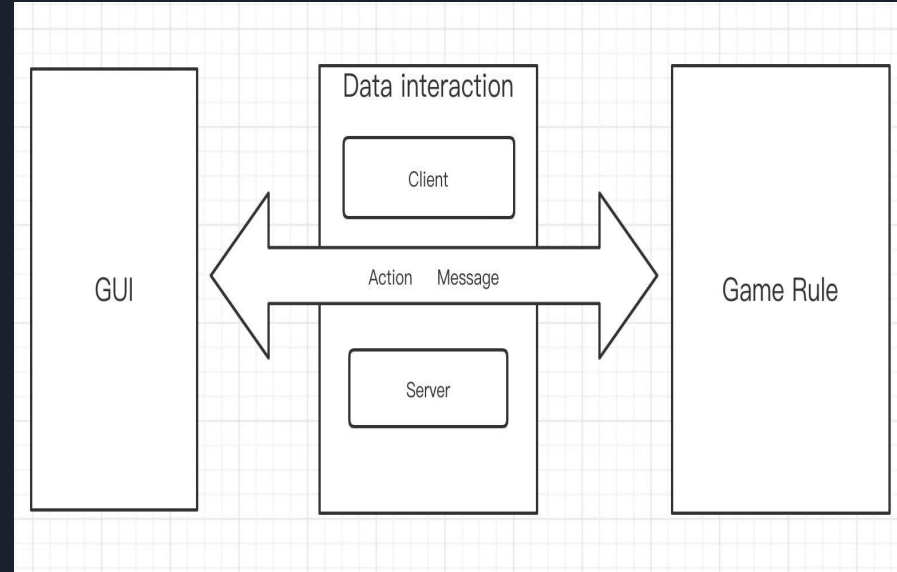 GUI
Data interaction
Client
Action Message
Server
Game Rule